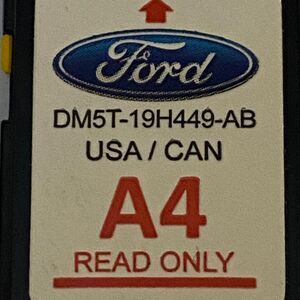 Ford
DM5T-19H449-AB
USA / CAN
A4
READ ONLY